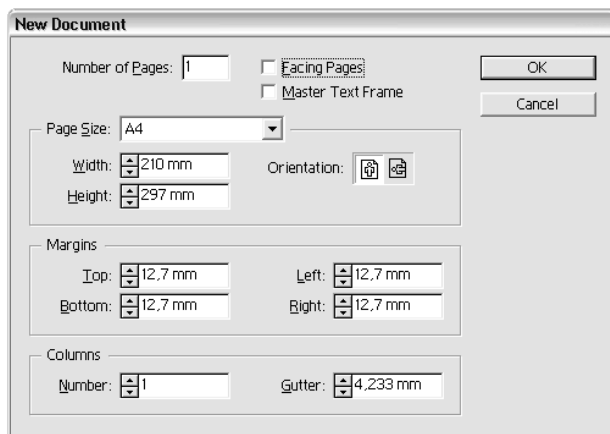 New Document
Number of Pages: 1
Facing Pages
OK
Master Text Frame
Cancel
Page Size: A4
Width: 210 mm
Orientation:
Height: 297 mm
Margins
Top: 12,7 mm Left: 12,7 mm
Bottom: 12,7 mm Right: 12,7 mm
Columns
Number: 1 Gutter: 4,233 mm